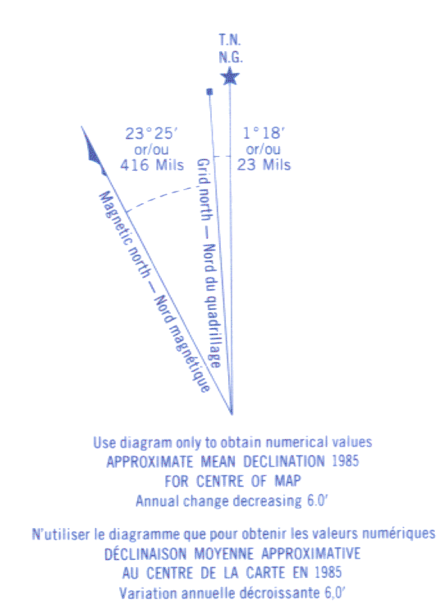 T.N.
N.G.
23°25′
or/ou
416 Mils
1°18′
or/ou
23 Mils
Grid north — Nord du quadrillage
Magnetic north — Nord magnétique
Use diagram only to obtain numerical values
APPROXIMATE MEAN DECLINATION 1985
FOR CENTRE OF MAP
Annual change decreasing 6.0′
N'utiliser le diagramme que pour obtenir les valeurs numériques
DÉCLINAISON MOYENNE APPROXIMATIVE
AU CENTRE DE LA CARTE EN 1985
Variation annuelle décroissante 6,0′